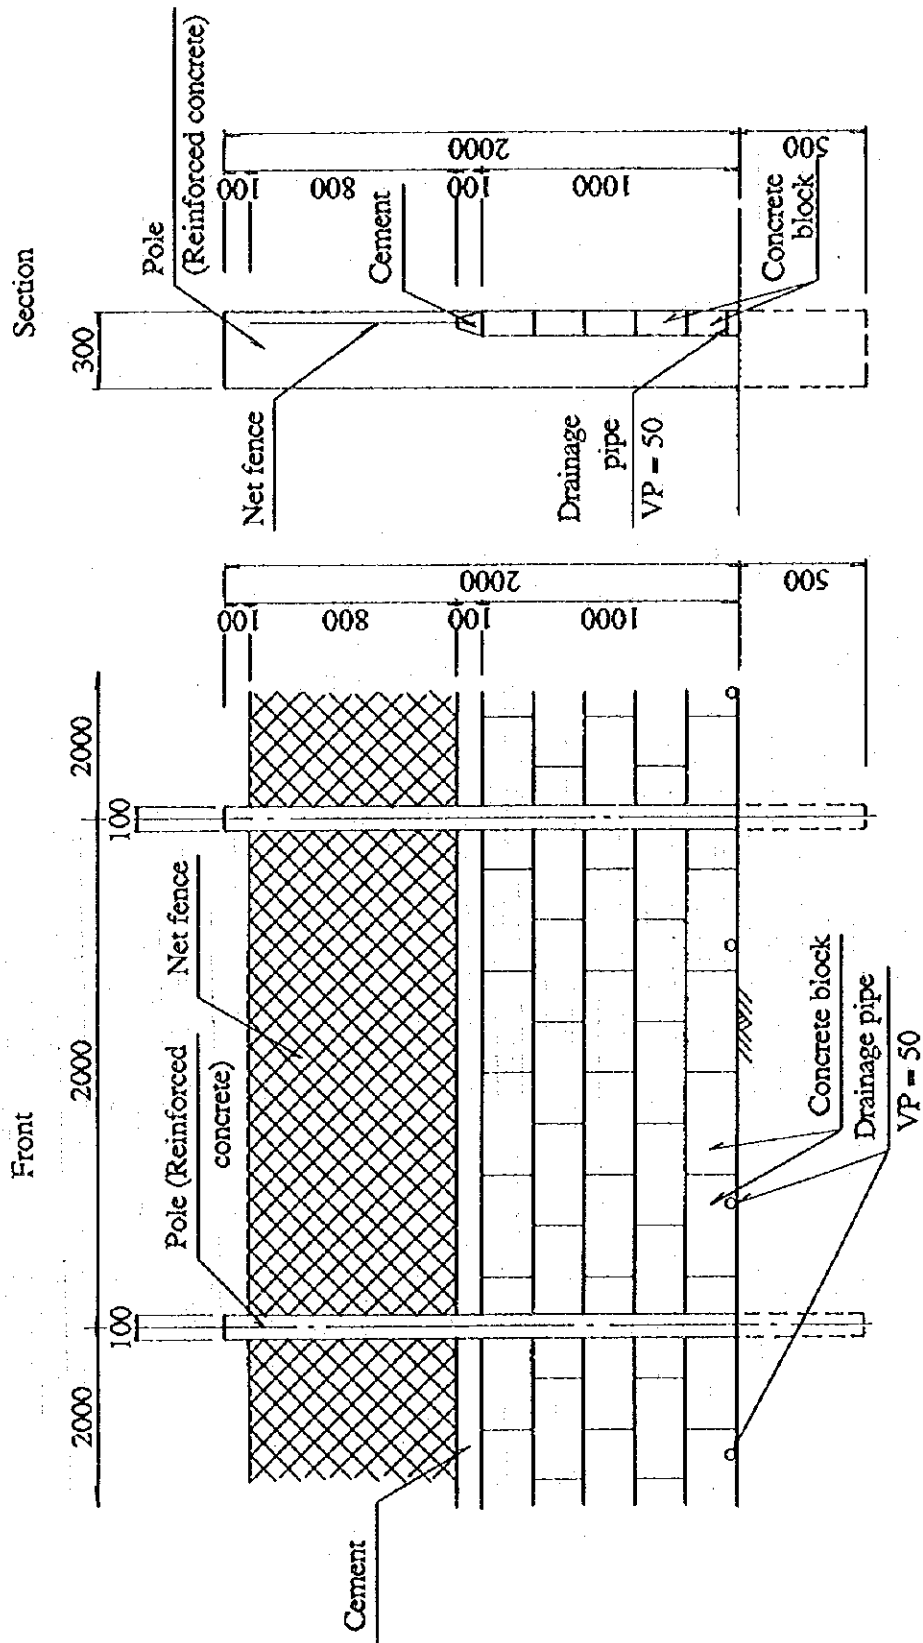 Front
2000
2000
2000
100
100
Pole (Reinforced
concrete)
Net fence
Cement
100
800
100
1000
2000
500
Concrete block
Drainage pipe
VP = 50
Section
300
Pole
(Reinforced concrete)
Net fence
Cement
100
800
100
1000
2000
500
Drainage
pipe
VP = 50
Concrete
block